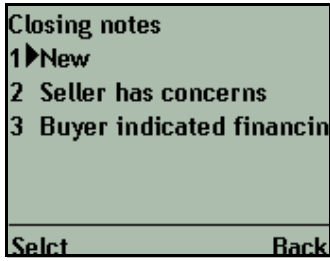 Closing notes
1 New
2 Seller has concerns
3 Buyer indicated financin
Selct Back